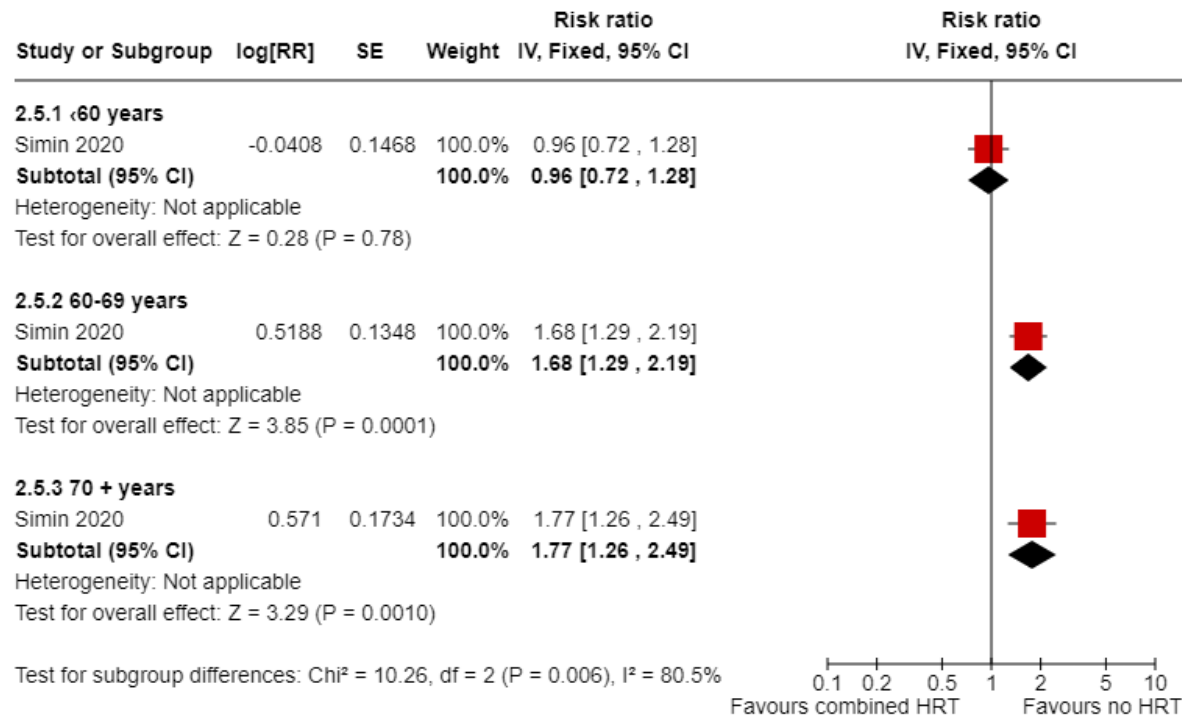 Risk ratio Risk ratio
Study or Subgroup log[RR] SE Weight IV, Fixed, 95% CI IV, Fixed, 95% CI
2.5.1 ‹60 years
Simin 2020 -0.0408 0.1468 100.0% 0.96 [0.72 , 1.28]
Subtotal (95% CI) 100.0% 0.96 [0.72 , 1.28]
Heterogeneity: Not applicable
Test for overall effect: Z = 0.28 (P = 0.78)
2.5.2 60-69 years
Simin 2020 0.5188 0.1348 100.0% 1.68 [1.29 , 2.19]
Subtotal (95% CI) 100.0% 1.68 [1.29 , 2.19]
Heterogeneity: Not applicable
Test for overall effect: Z = 3.85 (P = 0.0001)
2.5.3 70 + years
Simin 2020 0.571 0.1734 100.0% 1.77 [1.26 , 2.49]
Subtotal (95% CI) 100.0% 1.77 [1.26 , 2.49]
Heterogeneity: Not applicable
Test for overall effect: Z = 3.29 (P = 0.0010)
Test for subgroup differences: Chi² = 10.26, df = 2 (P = 0.006), I² = 80.5%
0.1 0.2 0.5 1 2 5 10
Favours combined HRT Favours no HRT